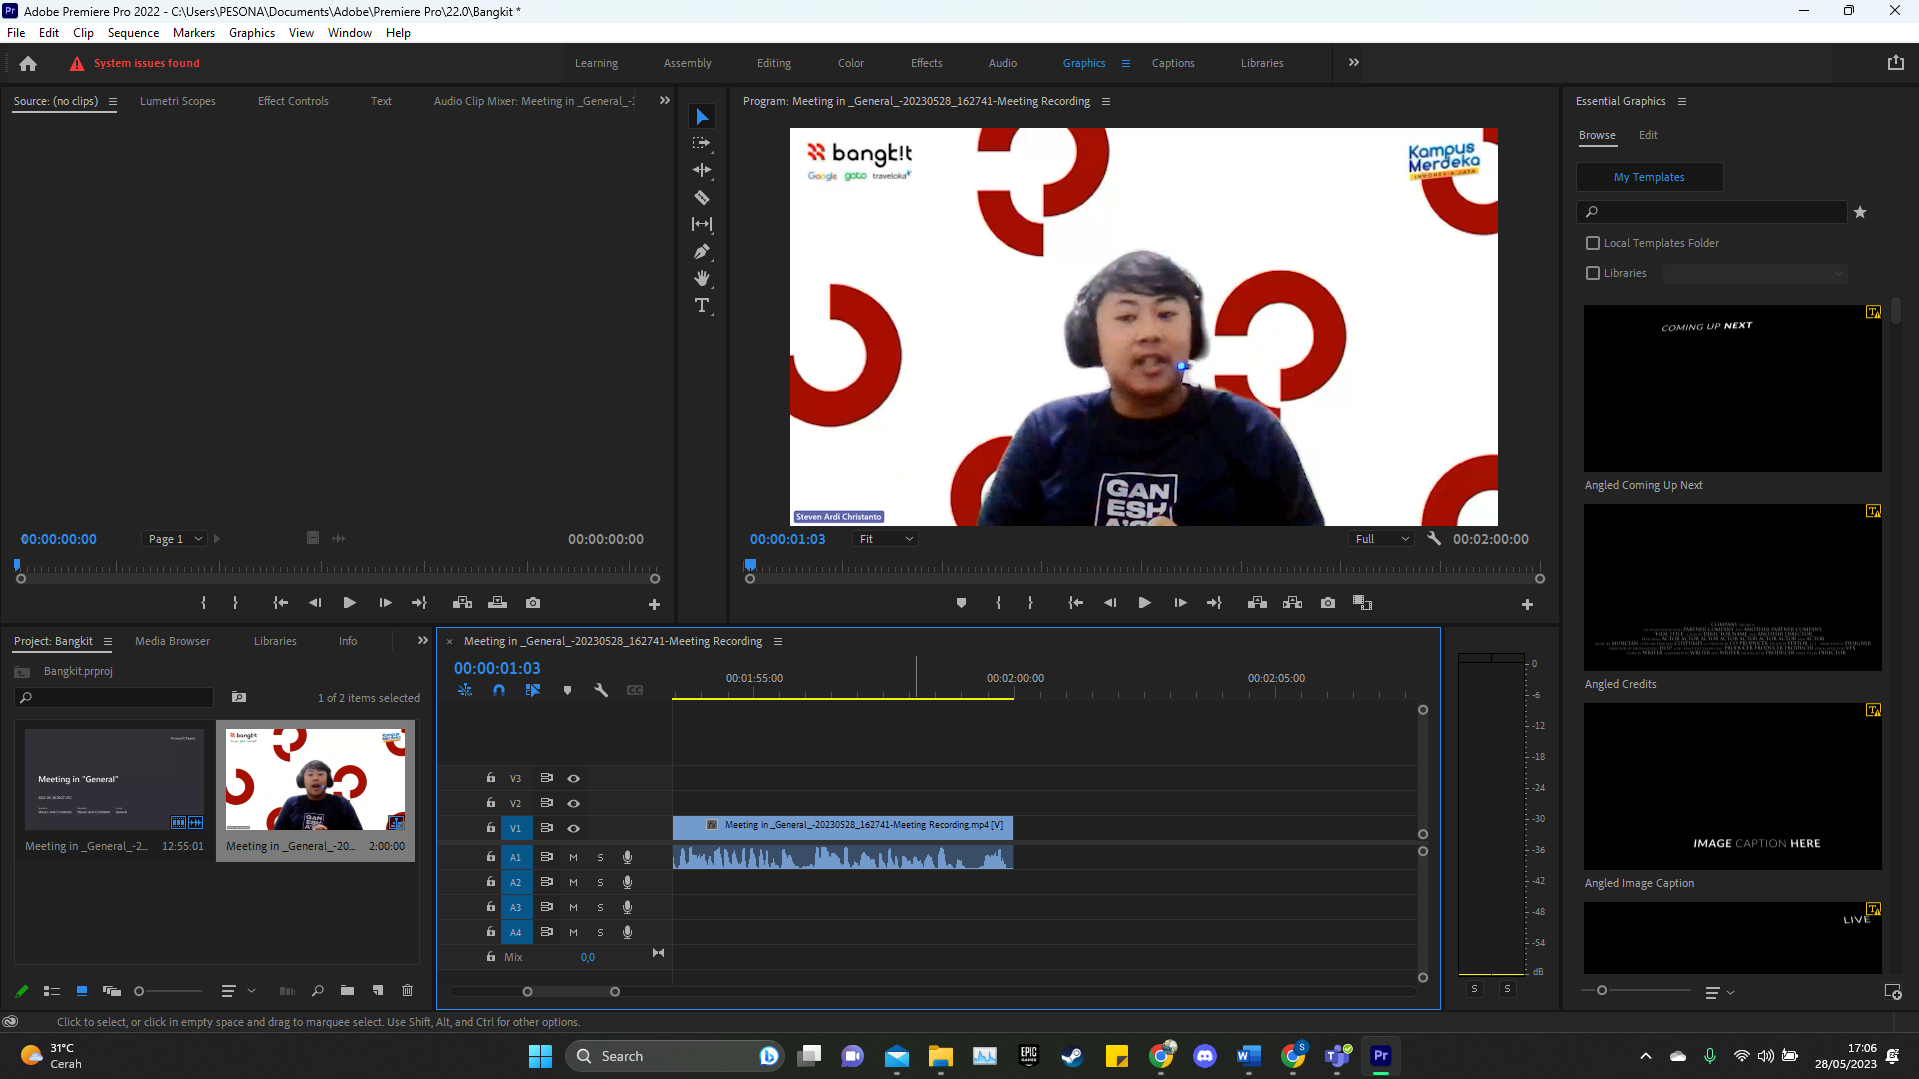 Adobe Premiere Pro 2022 - C:\Users\PESONA\Documents\Adobe\Premiere Pro\22.0\Bangkit *
File Edit Clip Sequence Markers Graphics View Window Help
System issues found
Learning Assembly Editing Color Effects Audio Graphics Captions Libraries
Source: (no clips) Lumetri Scopes Effect Controls Text Audio Clip Mixer: Meeting in _General_-
Program: Meeting in _General_-20230528_162741-Meeting Recording
Essential Graphics
Browse Edit
My Templates
Local Templates Folder
Libraries
bangk!t
Google goto traveloka
Kampus
Merdeka
INDONESIA JAYA
GAN
ESH
Steven Ardi Christanto
COMING UP NEXT
Angled Coming Up Next
Angled Credits
IMAGE CAPTION HERE
Angled Image Caption
LIVE
00:00:00:00 Page 1 00:00:00:00
00:00:01:03 Fit Full 00:02:00:00
Project: Bangkit Media Browser Libraries Info
Bangkit.prproj
1 of 2 items selected
Meeting in "General"
Meeting in _General_-2... 12:55:01
bangk!t
Meeting in _General_-20... 2:00:00
Meeting in _General_-20230528_162741-Meeting Recording
00:00:01:03
00:01:55:00 00:02:00:00 00:02:05:00
V3
V2
V1 Meeting in _General_-20230528_162741-Meeting Recording.mp4 [V]
A1 M S
A2 M S
A3 M S
A4 M S
Mix 0,0
0
-6
-12
-18
-24
-30
-36
-42
-48
-54
dB
S S
Click to select, or click in empty space and drag to marquee select. Use Shift, Alt, and Ctrl for other options.
31°C
Cerah
Search
EPIC
GAMES
Pr
17:06
28/05/2023